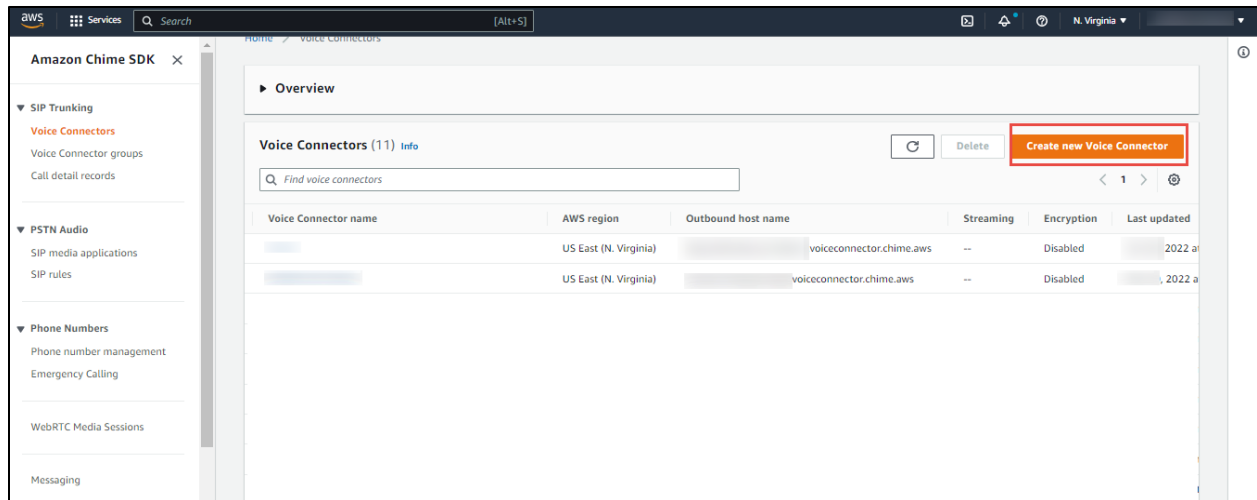 aws Services Search [Alt+S] N. Virginia
Amazon Chime SDK
SIP Trunking
Voice Connectors
Voice Connector groups
Call detail records
PSTN Audio
SIP media applications
SIP rules
Phone Numbers
Phone number management
Emergency Calling
WebRTC Media Sessions
Messaging
Home / Voice Connectors
Overview
Voice Connectors (11) Info Delete Create new Voice Connector
Find voice connectors 1
Voice Connector name AWS region Outbound host name Streaming Encryption Last updated
US East (N. Virginia) voiceconnector.chime.aws -- Disabled 2022 at
US East (N. Virginia) voiceconnector.chime.aws -- Disabled , 2022 a